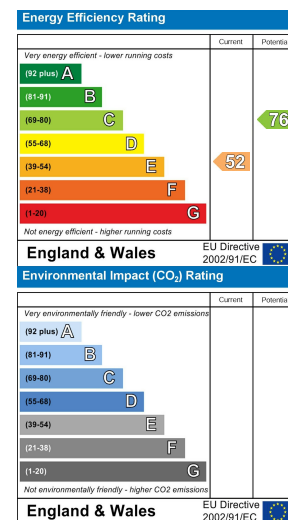 Energy Efficiency Rating
Current Potential
Very energy efficient - lower running costs
(92 plus) A
(81-91) B
(69-80) C
76
(55-68) D
(39-54) E
52
(21-38) F
(1-20) G
Not energy efficient - higher running costs
England & Wales
EU Directive
2002/91/EC
Environmental Impact (CO₂) Rating
Current Potential
Very environmentally friendly - lower CO2 emissions
(92 plus) A
(81-91) B
(69-80) C
(55-68) D
(39-54) E
(21-38) F
(1-20) G
Not environmentally friendly - higher CO2 emissions
England & Wales
EU Directive
2002/91/EC